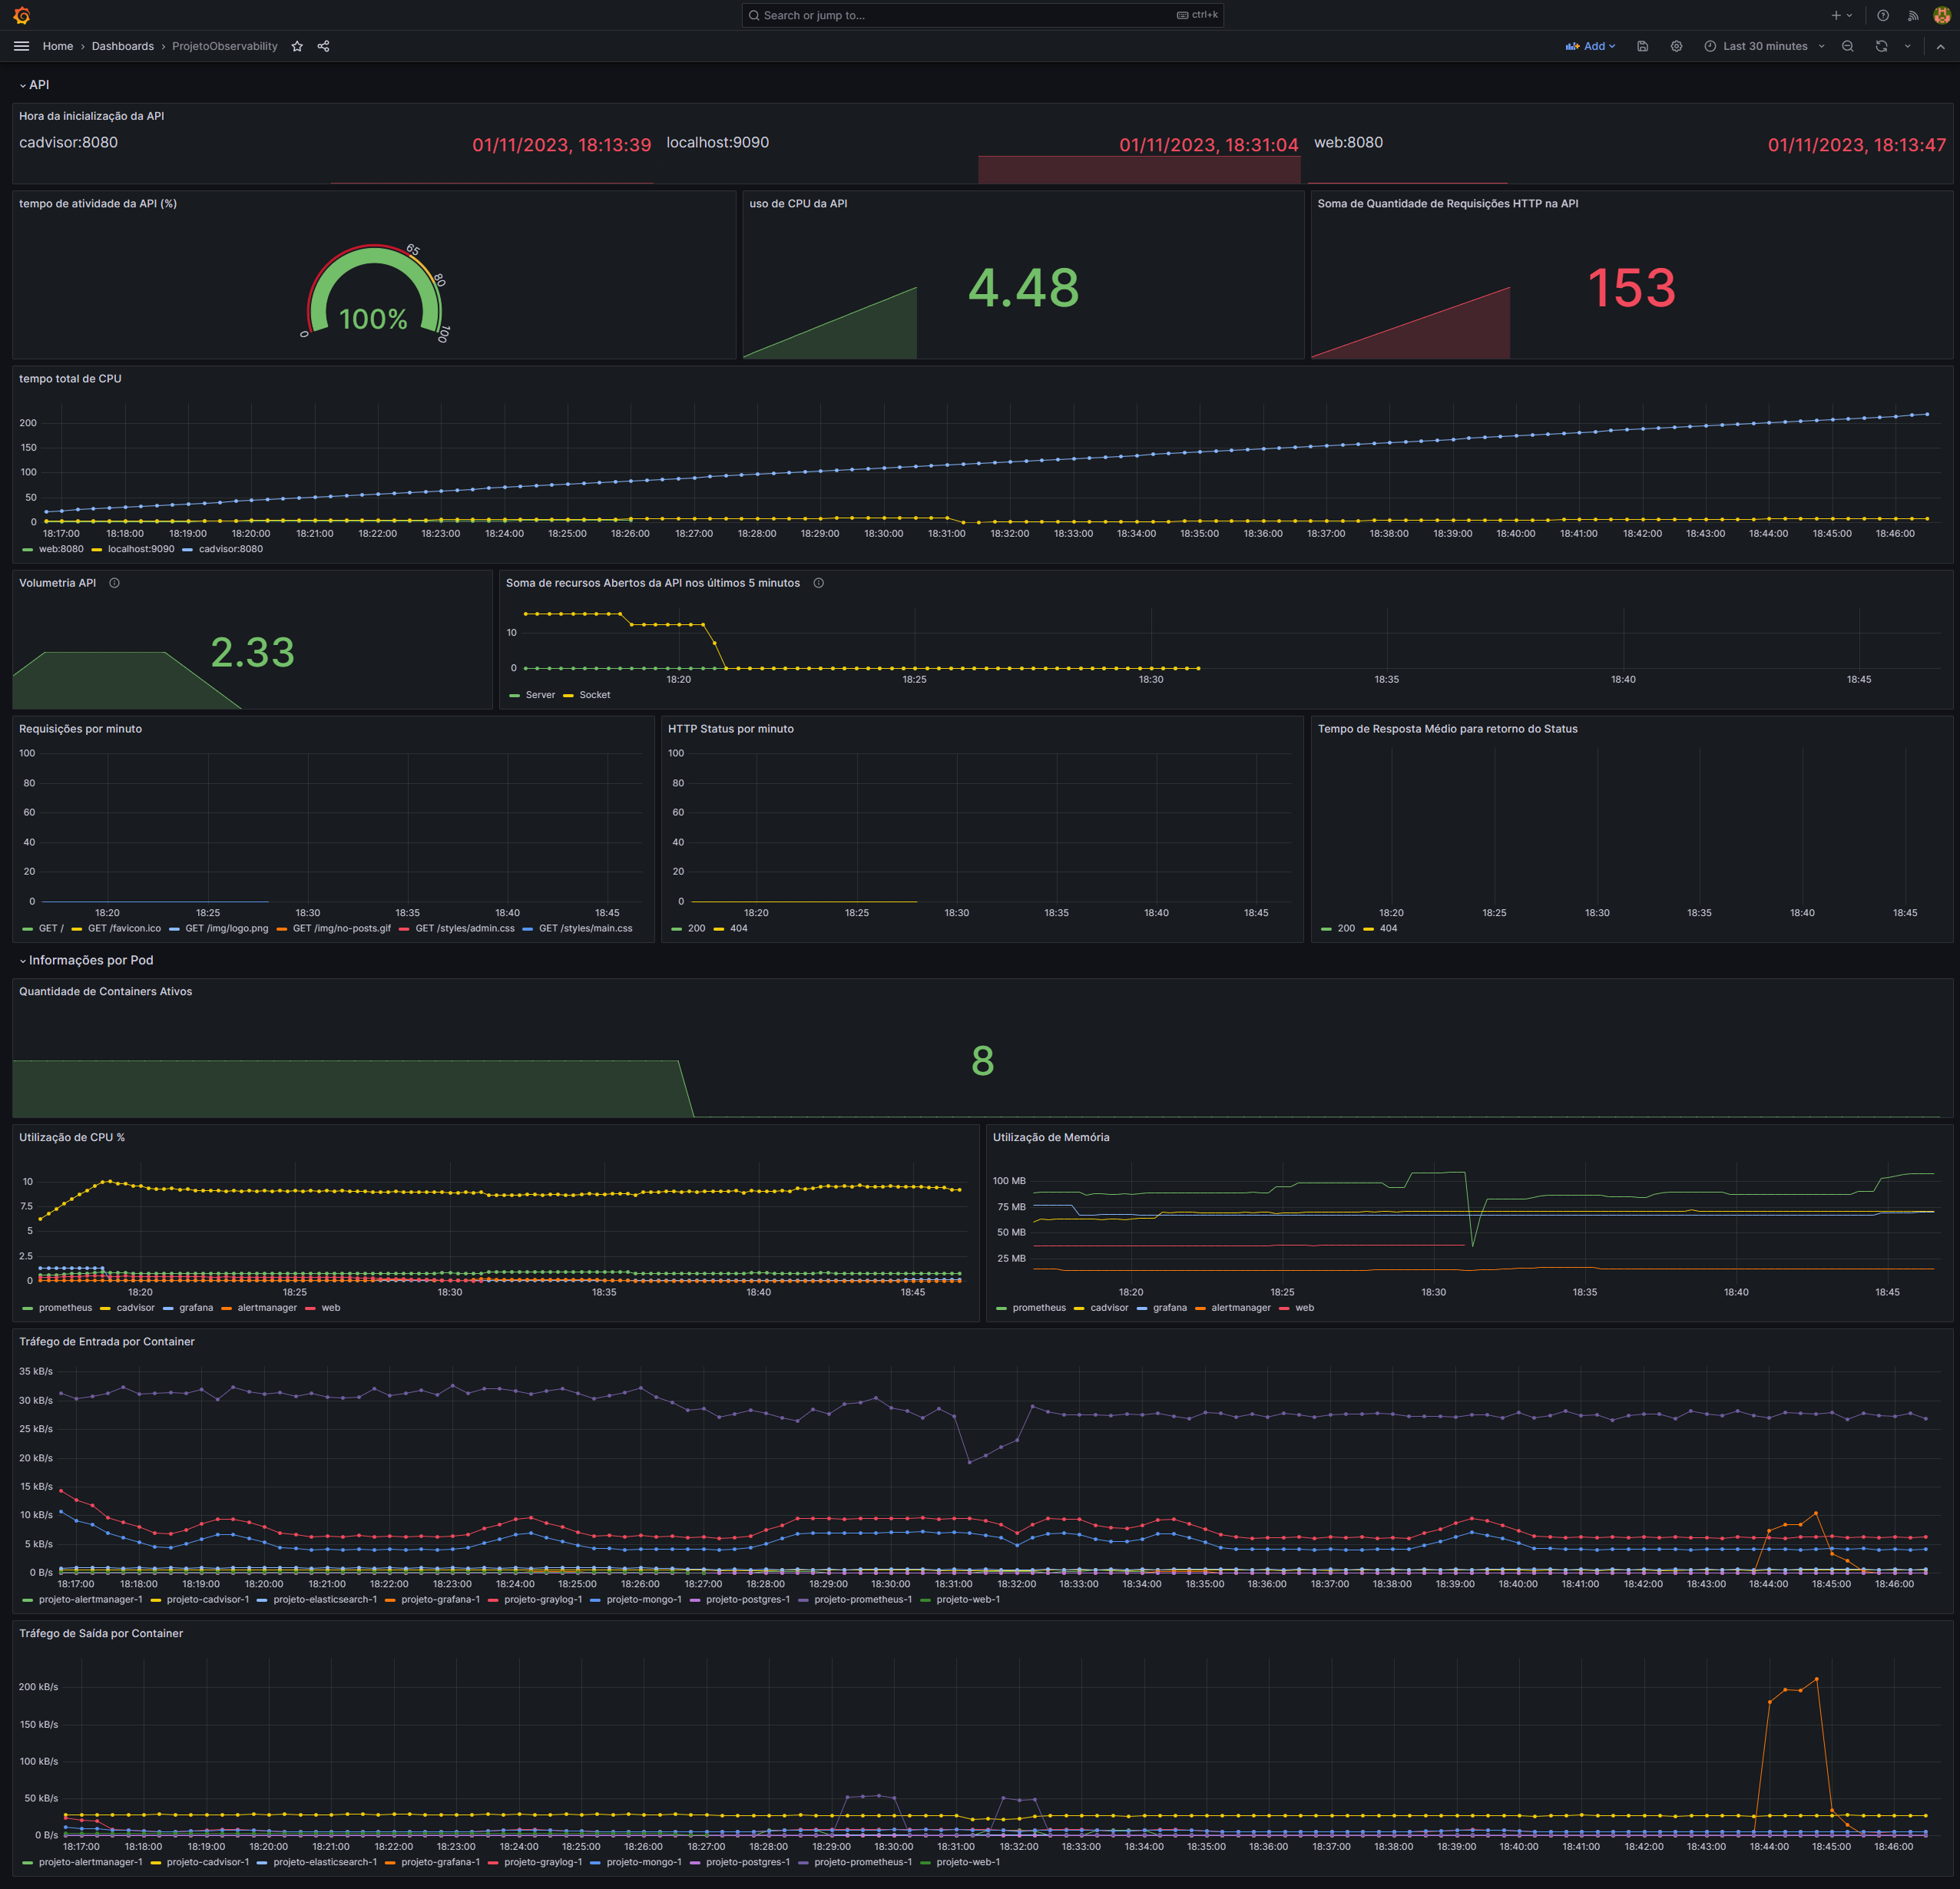 Search or jump to...
ctrl+k
Home › Dashboards › ProjetoObservability
Add
Last 30 minutes
API
Hora da inicialização da API
cadvisor:8080
01/11/2023, 18:13:39
localhost:9090
01/11/2023, 18:31:04
web:8080
01/11/2023, 18:13:47
tempo de atividade da API (%)
0
65
80
100
100%
uso de CPU da API
4.48
Soma de Quantidade de Requisições HTTP na API
153
tempo total de CPU
200
150
100
50
0
18:17:00 18:18:00 18:19:00 18:20:00 18:21:00 18:22:00 18:23:00 18:24:00 18:25:00 18:26:00 18:27:00 18:28:00 18:29:00 18:30:00 18:31:00 18:32:00 18:33:00 18:34:00 18:35:00 18:36:00 18:37:00 18:38:00 18:39:00 18:40:00 18:41:00 18:42:00 18:43:00 18:44:00 18:45:00 18:46:00
web:8080 localhost:9090 cadvisor:8080
Volumetria API
2.33
Soma de recursos Abertos da API nos últimos 5 minutos
10
0
18:20 18:25 18:30 18:35 18:40 18:45
Server Socket
Requisições por minuto
100
80
60
40
20
0
18:20 18:25 18:30 18:35 18:40 18:45
GET / GET /favicon.ico GET /img/logo.png GET /img/no-posts.gif GET /styles/admin.css GET /styles/main.css
HTTP Status por minuto
100
80
60
40
20
0
18:20 18:25 18:30 18:35 18:40 18:45
200 404
Tempo de Resposta Médio para retorno do Status
18:20 18:25 18:30 18:35 18:40 18:45
200 404
Informações por Pod
Quantidade de Containers Ativos
8
Utilização de CPU %
10
7.5
5
2.5
0
18:20 18:25 18:30 18:35 18:40 18:45
prometheus cadvisor grafana alertmanager web
Utilização de Memória
100 MB
75 MB
50 MB
25 MB
18:20 18:25 18:30 18:35 18:40 18:45
prometheus cadvisor grafana alertmanager web
Tráfego de Entrada por Container
35 kB/s
30 kB/s
25 kB/s
20 kB/s
15 kB/s
10 kB/s
5 kB/s
0 B/s
18:17:00 18:18:00 18:19:00 18:20:00 18:21:00 18:22:00 18:23:00 18:24:00 18:25:00 18:26:00 18:27:00 18:28:00 18:29:00 18:30:00 18:31:00 18:32:00 18:33:00 18:34:00 18:35:00 18:36:00 18:37:00 18:38:00 18:39:00 18:40:00 18:41:00 18:42:00 18:43:00 18:44:00 18:45:00 18:46:00
projeto-alertmanager-1 projeto-cadvisor-1 projeto-elasticsearch-1 projeto-grafana-1 projeto-graylog-1 projeto-mongo-1 projeto-postgres-1 projeto-prometheus-1 projeto-web-1
Tráfego de Saída por Container
200 kB/s
150 kB/s
100 kB/s
50 kB/s
0 B/s
18:17:00 18:18:00 18:19:00 18:20:00 18:21:00 18:22:00 18:23:00 18:24:00 18:25:00 18:26:00 18:27:00 18:28:00 18:29:00 18:30:00 18:31:00 18:32:00 18:33:00 18:34:00 18:35:00 18:36:00 18:37:00 18:38:00 18:39:00 18:40:00 18:41:00 18:42:00 18:43:00 18:44:00 18:45:00 18:46:00
projeto-alertmanager-1 projeto-cadvisor-1 projeto-elasticsearch-1 projeto-grafana-1 projeto-graylog-1 projeto-mongo-1 projeto-postgres-1 projeto-prometheus-1 projeto-web-1